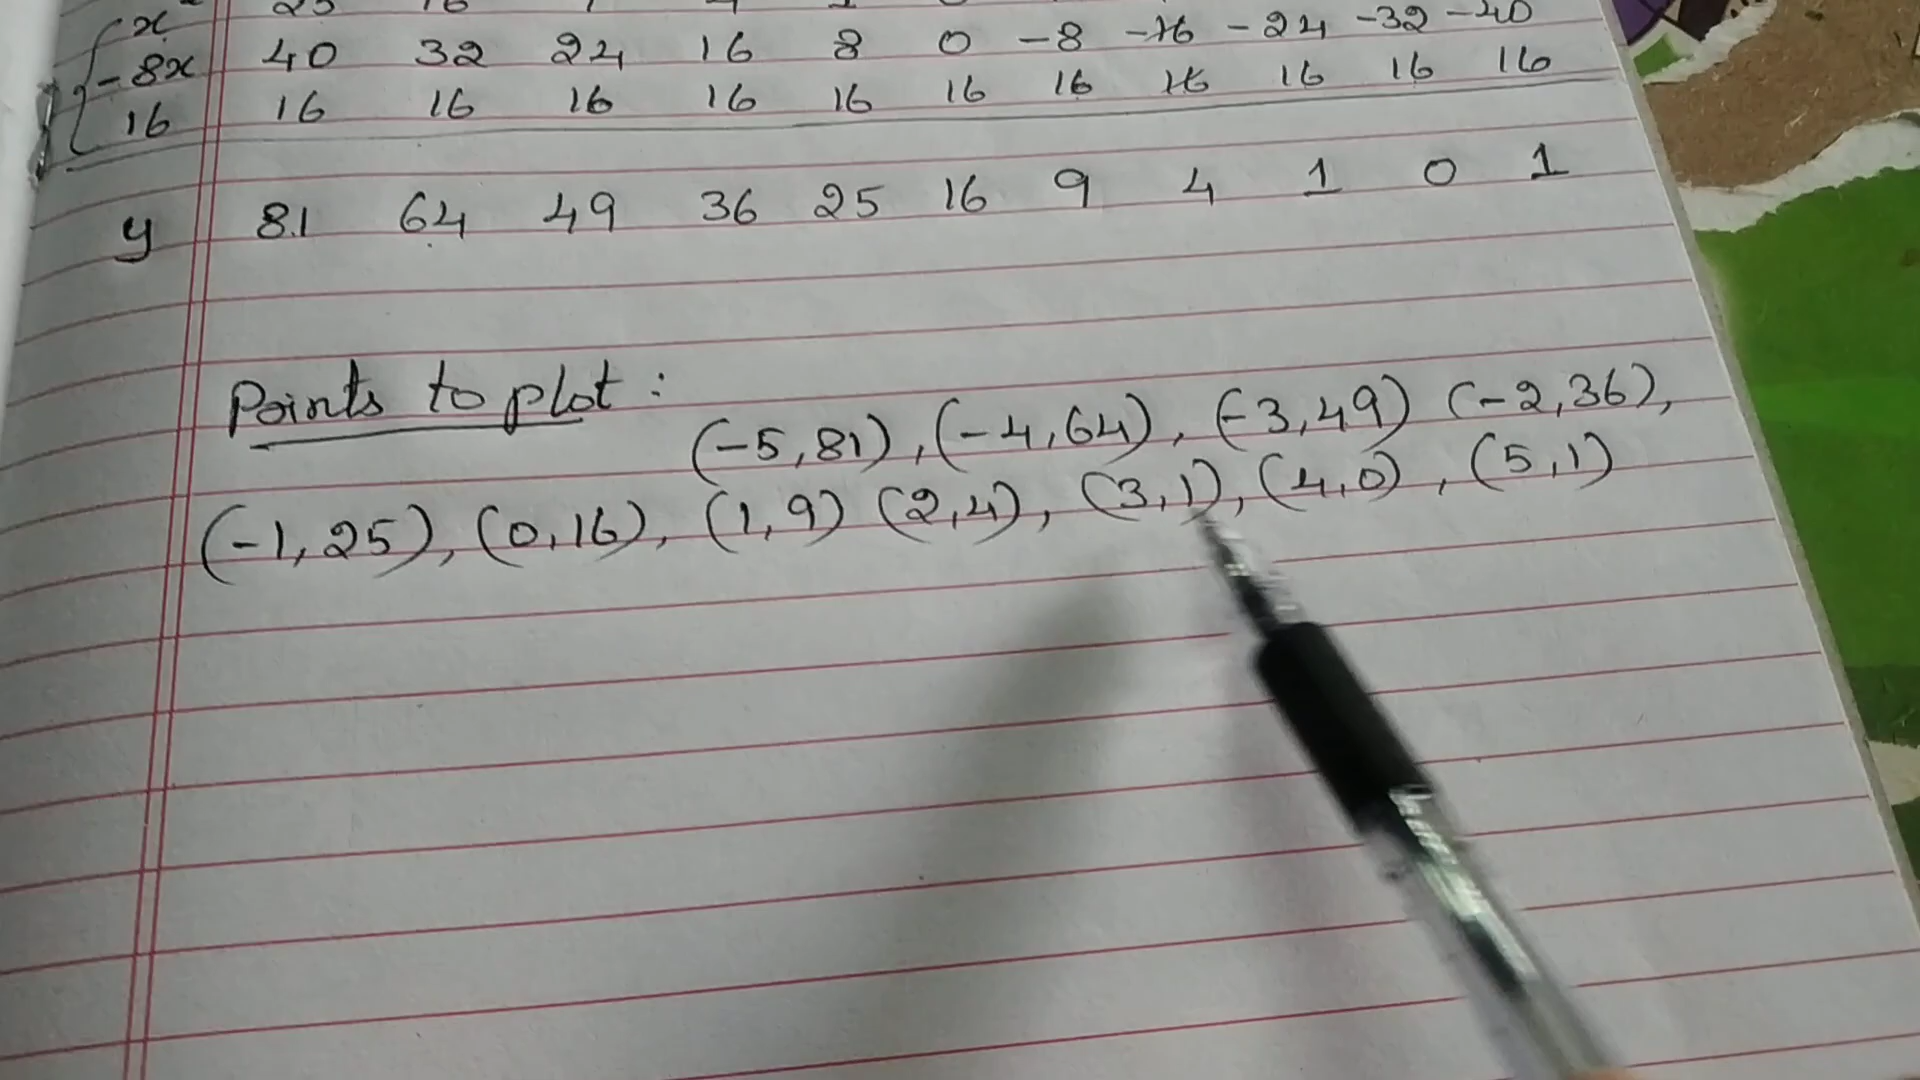 x² 25 16
-8x 40 32 24 16 8 0 -8 -16 -24 -32 -40
16 16 16 16 16 16 16 16 16 16 16 16
y 81 64 49 36 25 16 9 4 1 0 1
Points to plot :
(-5,81), (-4,64), (-3,49) (-2,36),
(-1,25), (0,16), (1,9) (2,4), (3,1), (4,0), (5,1)